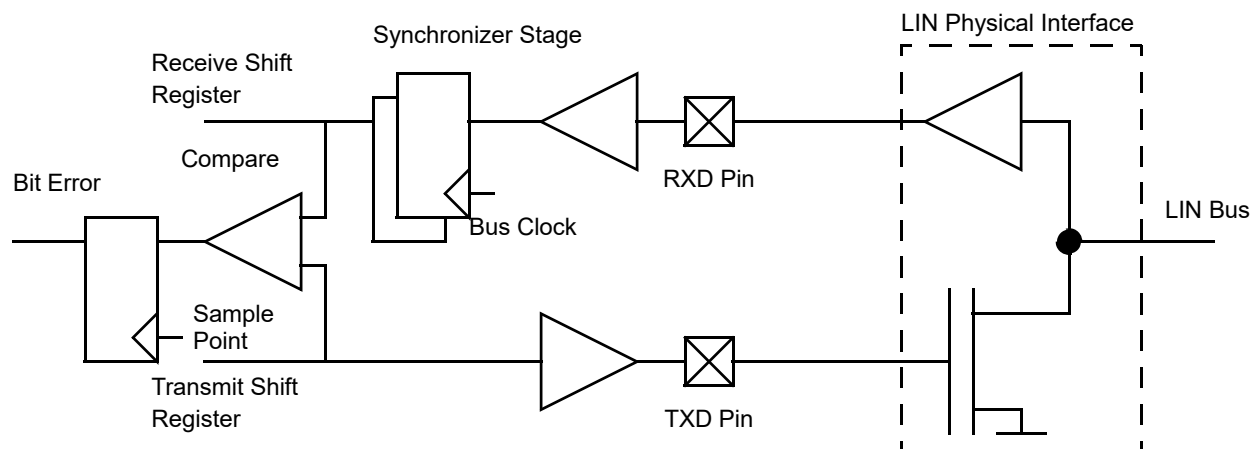 LIN Physical Interface
Synchronizer Stage
Receive Shift
Register
Compare
RXD Pin
Bit Error
LIN Bus
Bus Clock
Sample
Point
Transmit Shift
Register
TXD Pin